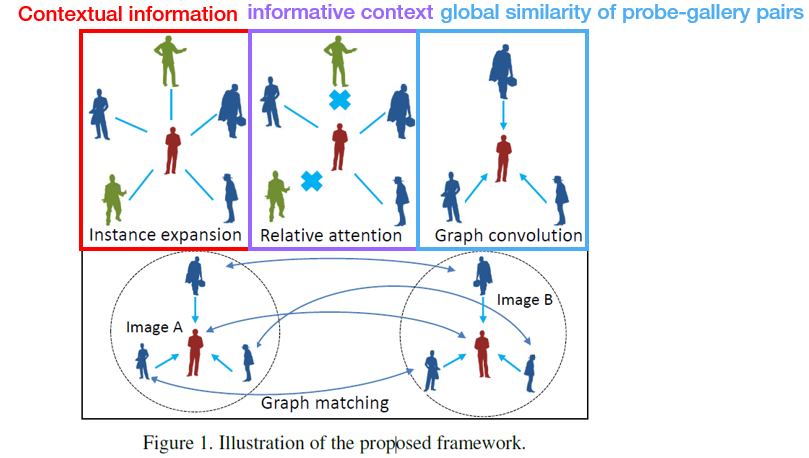 Contextual information informative context global similarity of probe-gallery pairs
Instance expansion Relative attention Graph convolution
Image A
Image B
Graph matching
Figure 1. Illustration of the proposed framework.